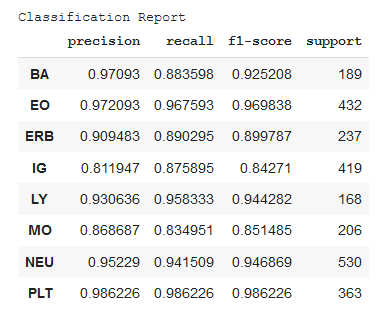 Classification Report
precision recall f1-score support
BA 0.97093 0.883598 0.925208 189
EO 0.972093 0.967593 0.969838 432
ERB 0.909483 0.890295 0.899787 237
IG 0.811947 0.875895 0.84271 419
LY 0.930636 0.958333 0.944282 168
MO 0.868687 0.834951 0.851485 206
NEU 0.95229 0.941509 0.946869 530
PLT 0.986226 0.986226 0.986226 363